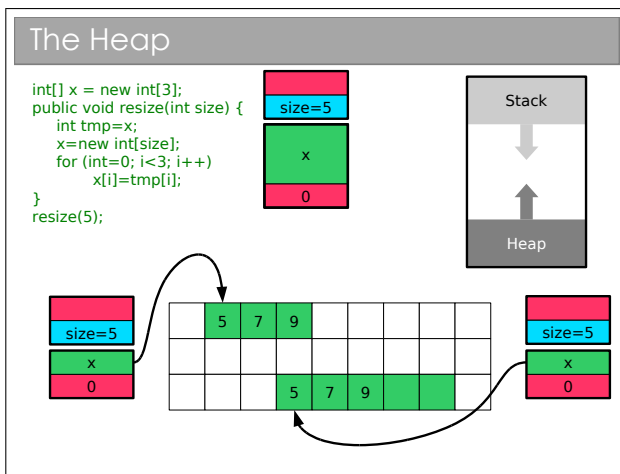 The Heap
int[] x = new int[3];
public void resize(int size) {
int tmp=x;
x=new int[size];
for (int=0; i<3; i++)
x[i]=tmp[i];
}
resize(5);
size=5
x
0
Stack
Heap
size=5
x
0
5 7 9
5 7 9
size=5
x
0